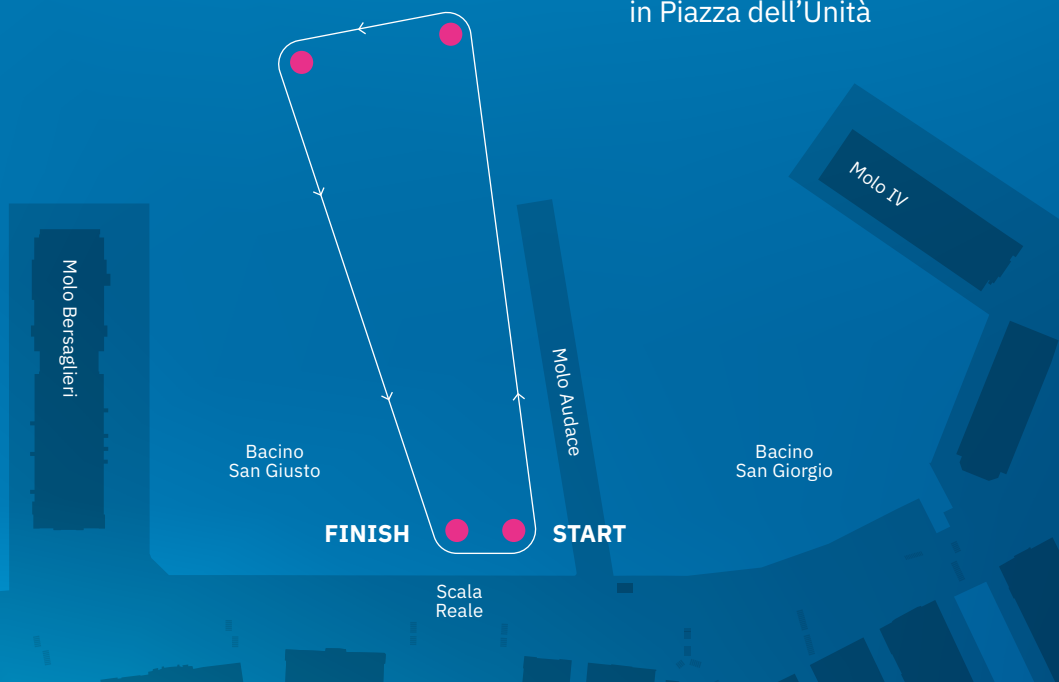 in Piazza dell’Unità
Molo IV
Molo Bersaglieri
Molo Audace
Bacino
San Giusto
Bacino
San Giorgio
FINISH
START
Scala
Reale